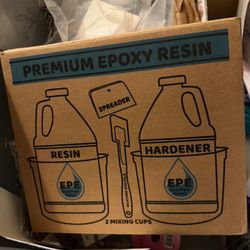 PREMIUM EPOXY RESIN
SPREADER
RESIN
HARDENER
EPE
EPE
2 MIXING CUPS